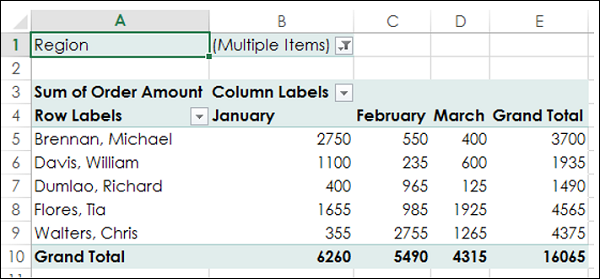 A B C D E
1 Region (Multiple Items)
2
3 Sum of Order Amount Column Labels
4 Row Labels January February March Grand Total
5 Brennan, Michael 2750 550 400 3700
6 Davis, William 1100 235 600 1935
7 Dumlao, Richard 400 965 125 1490
8 Flores, Tia 1655 985 1925 4565
9 Walters, Chris 355 2755 1265 4375
10 Grand Total 6260 5490 4315 16065